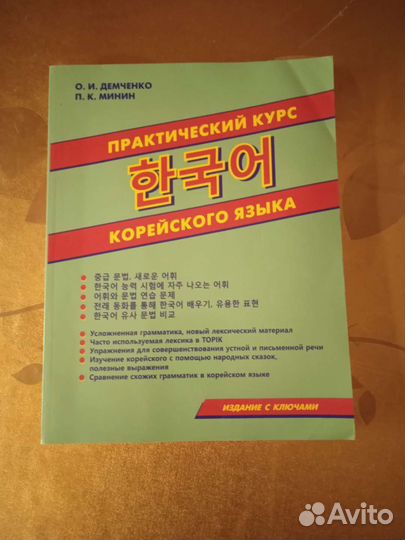 О. И. ДЕМЧЕНКО
П. К. МИНИН
ПРАКТИЧЕСКИЙ КУРС
한국어
КОРЕЙСКОГО ЯЗЫКА
중급 문법, 새로운 어휘
한국어 능력 시험에 자주 나오는 어휘
어휘와 문법 연습 문제
전래 동화를 통해 한국어 배우기, 유용한 표현
한국어 유사 문법 비교
Усложненная грамматика, новый лексический материал
Часто используемая лексика в TOPIK
Упражнения для совершенствования устной и письменной речи
Изучение корейского с помощью народных сказок,
полезные выражения
Сравнение схожих грамматик в корейском языке
ИЗДАНИЕ С КЛЮЧАМИ
Avito